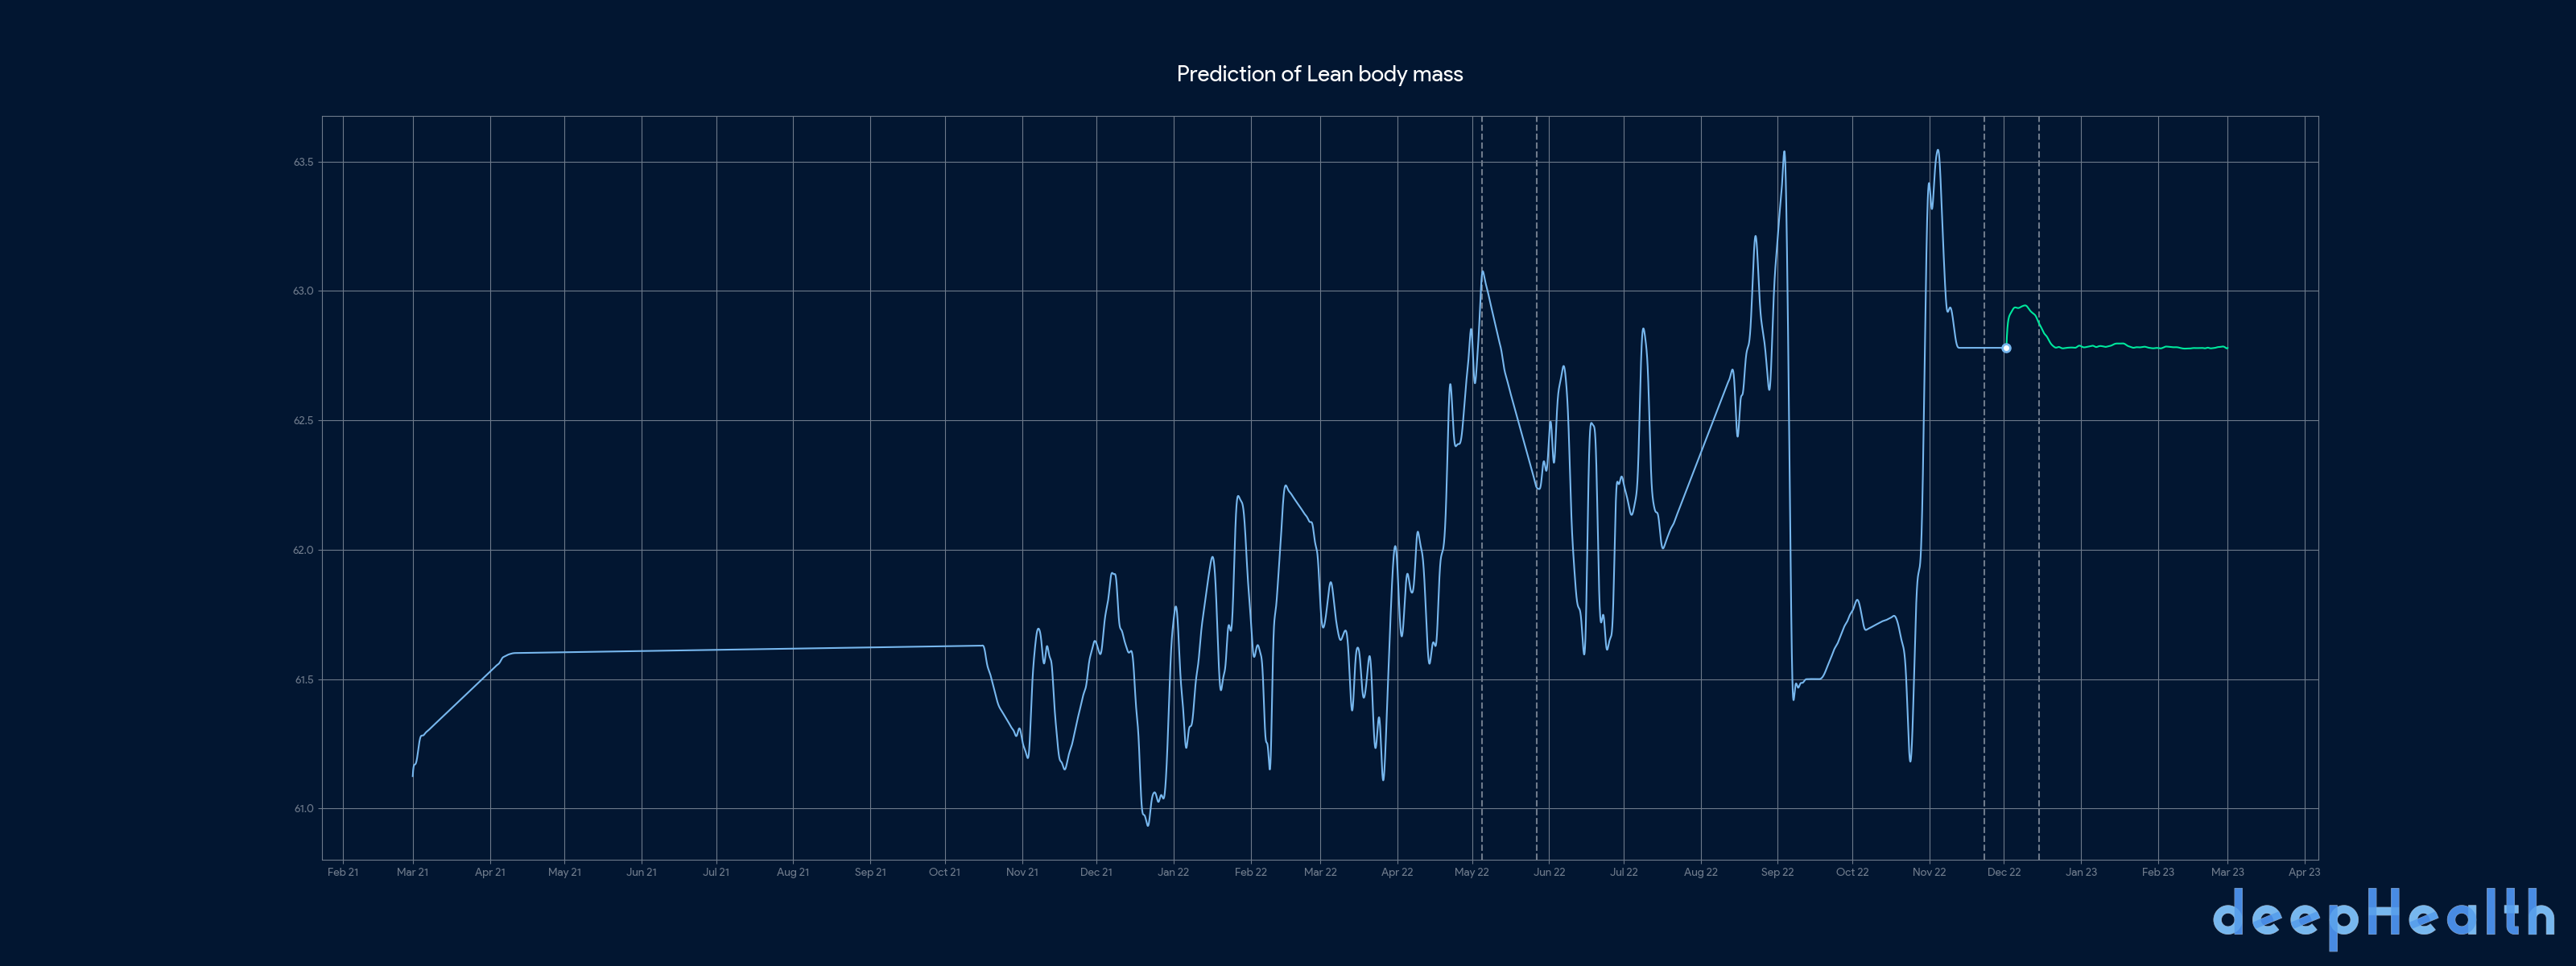 Prediction of Lean body mass
63.5
63.0
62.5
62.0
61.5
61.0
Feb 21 Mar 21 Apr 21 May 21 Jun 21 Jul 21 Aug 21 Sep 21 Oct 21 Nov 21 Dec 21 Jan 22 Feb 22 Mar 22 Apr 22 May 22 Jun 22 Jul 22 Aug 22 Sep 22 Oct 22 Nov 22 Dec 22 Jan 23 Feb 23 Mar 23 Apr 23
deepHealth